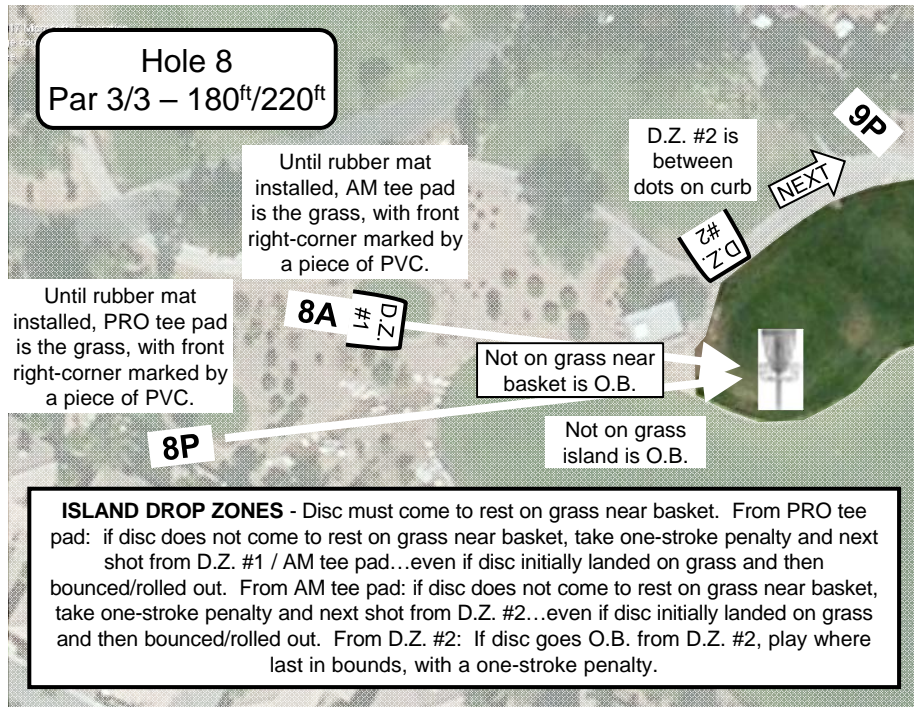 Hole 8
Par 3/3 – 180ft/220ft
9P
D.Z. #2 is
between
dots on curb
NEXT
D.Z.
#2
Until rubber mat
installed, AM tee pad
is the grass, with front
right-corner marked by
a piece of PVC.
Until rubber mat
installed, PRO tee pad
is the grass, with front
right-corner marked by
a piece of PVC.
8A
D.Z.
#1
Not on grass near
basket is O.B.
8P
Not on grass
island is O.B.
ISLAND DROP ZONES - Disc must come to rest on grass near basket. From PRO tee
pad: if disc does not come to rest on grass near basket, take one-stroke penalty and next
shot from D.Z. #1 / AM tee pad…even if disc initially landed on grass and then
bounced/rolled out. From AM tee pad: if disc does not come to rest on grass near basket,
take one-stroke penalty and next shot from D.Z. #2…even if disc initially landed on grass
and then bounced/rolled out. From D.Z. #2: If disc goes O.B. from D.Z. #2, play where
last in bounds, with a one-stroke penalty.